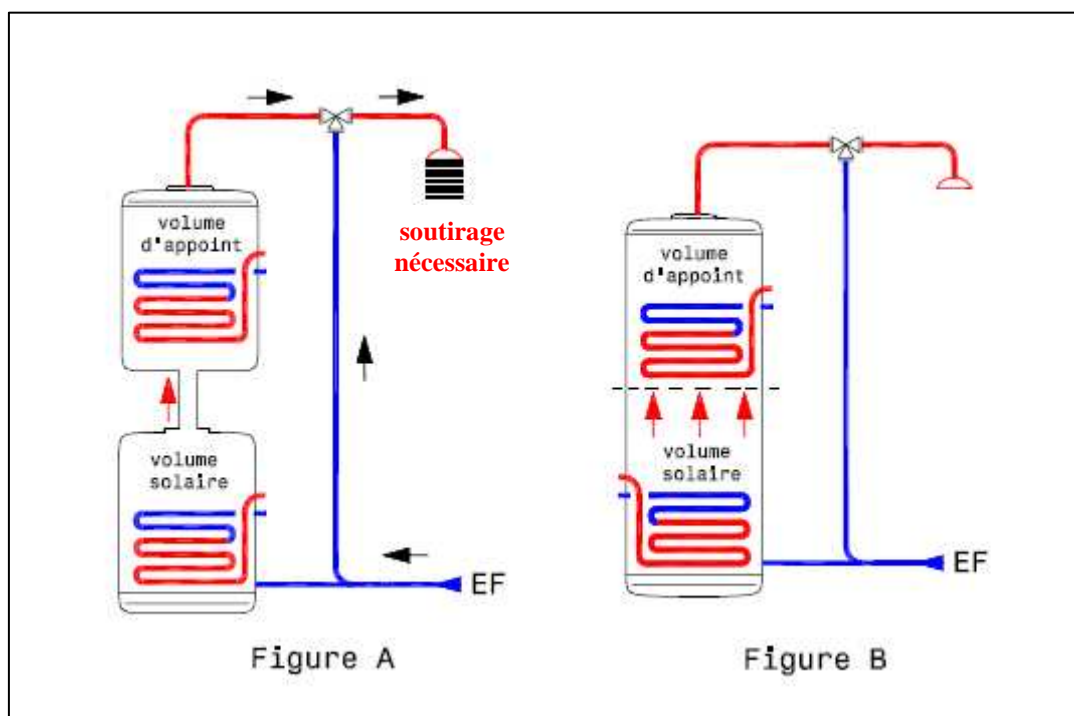 volume
d'appoint
soutirage
nécessaire
volume
solaire
EF
Figure A
volume
d'appoint
volume
solaire
EF
Figure B